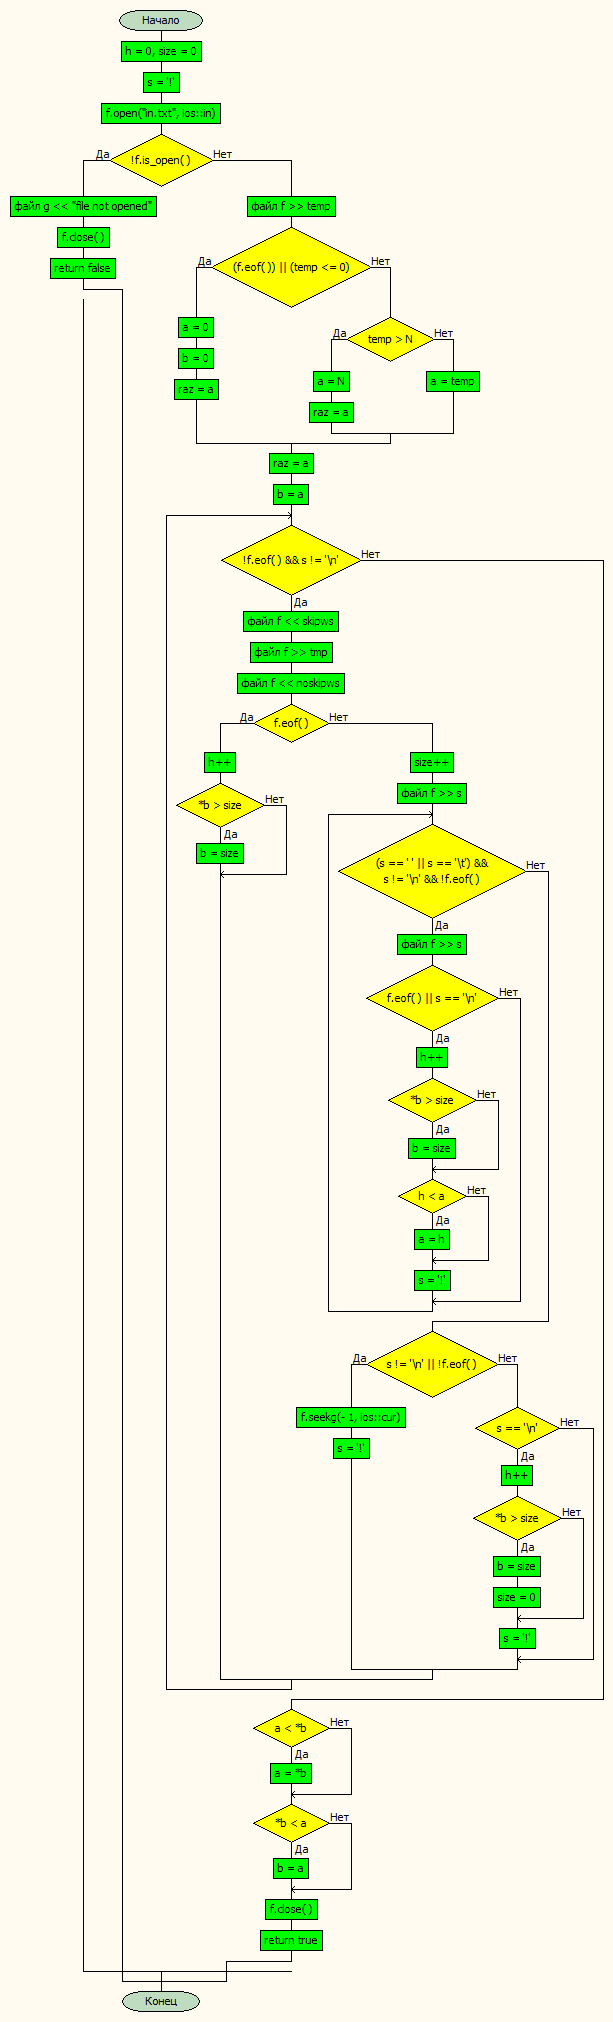 Начало
h = 0, size = 0
s = '!'
f.open("in.txt", ios::in)
!f.is_open( )
Да
Нет
файл g << "file not opened"
f.close( )
return false
файл f >> temp
(f.eof( )) || (temp <= 0)
Да
Нет
a = 0
b = 0
raz = a
temp > N
Да
Нет
a = N
raz = a
a = temp
raz = a
b = a
!f.eof( ) && s != '\n'
Нет
Да
файл f << skipws
файл f >> tmp
файл f << noskipws
f.eof( )
Да
Нет
h++
*b > size
Нет
Да
b = size
size++
файл f >> s
(s == ' ' || s == '\t') &&
s != '\n' && !f.eof( )
Нет
Да
файл f >> s
f.eof( ) || s == '\n'
Нет
Да
h++
*b > size
Нет
Да
b = size
h < a
Нет
Да
a = h
s = '!'
s != '\n' || !f.eof( )
Да
Нет
f.seekg(- 1, ios::cur)
s = '!'
s == '\n'
Нет
Да
h++
*b > size
Нет
Да
b = size
size = 0
s = '!'
a < *b
Нет
Да
a = *b
*b < a
Нет
Да
b = a
f.close( )
return true
Конец